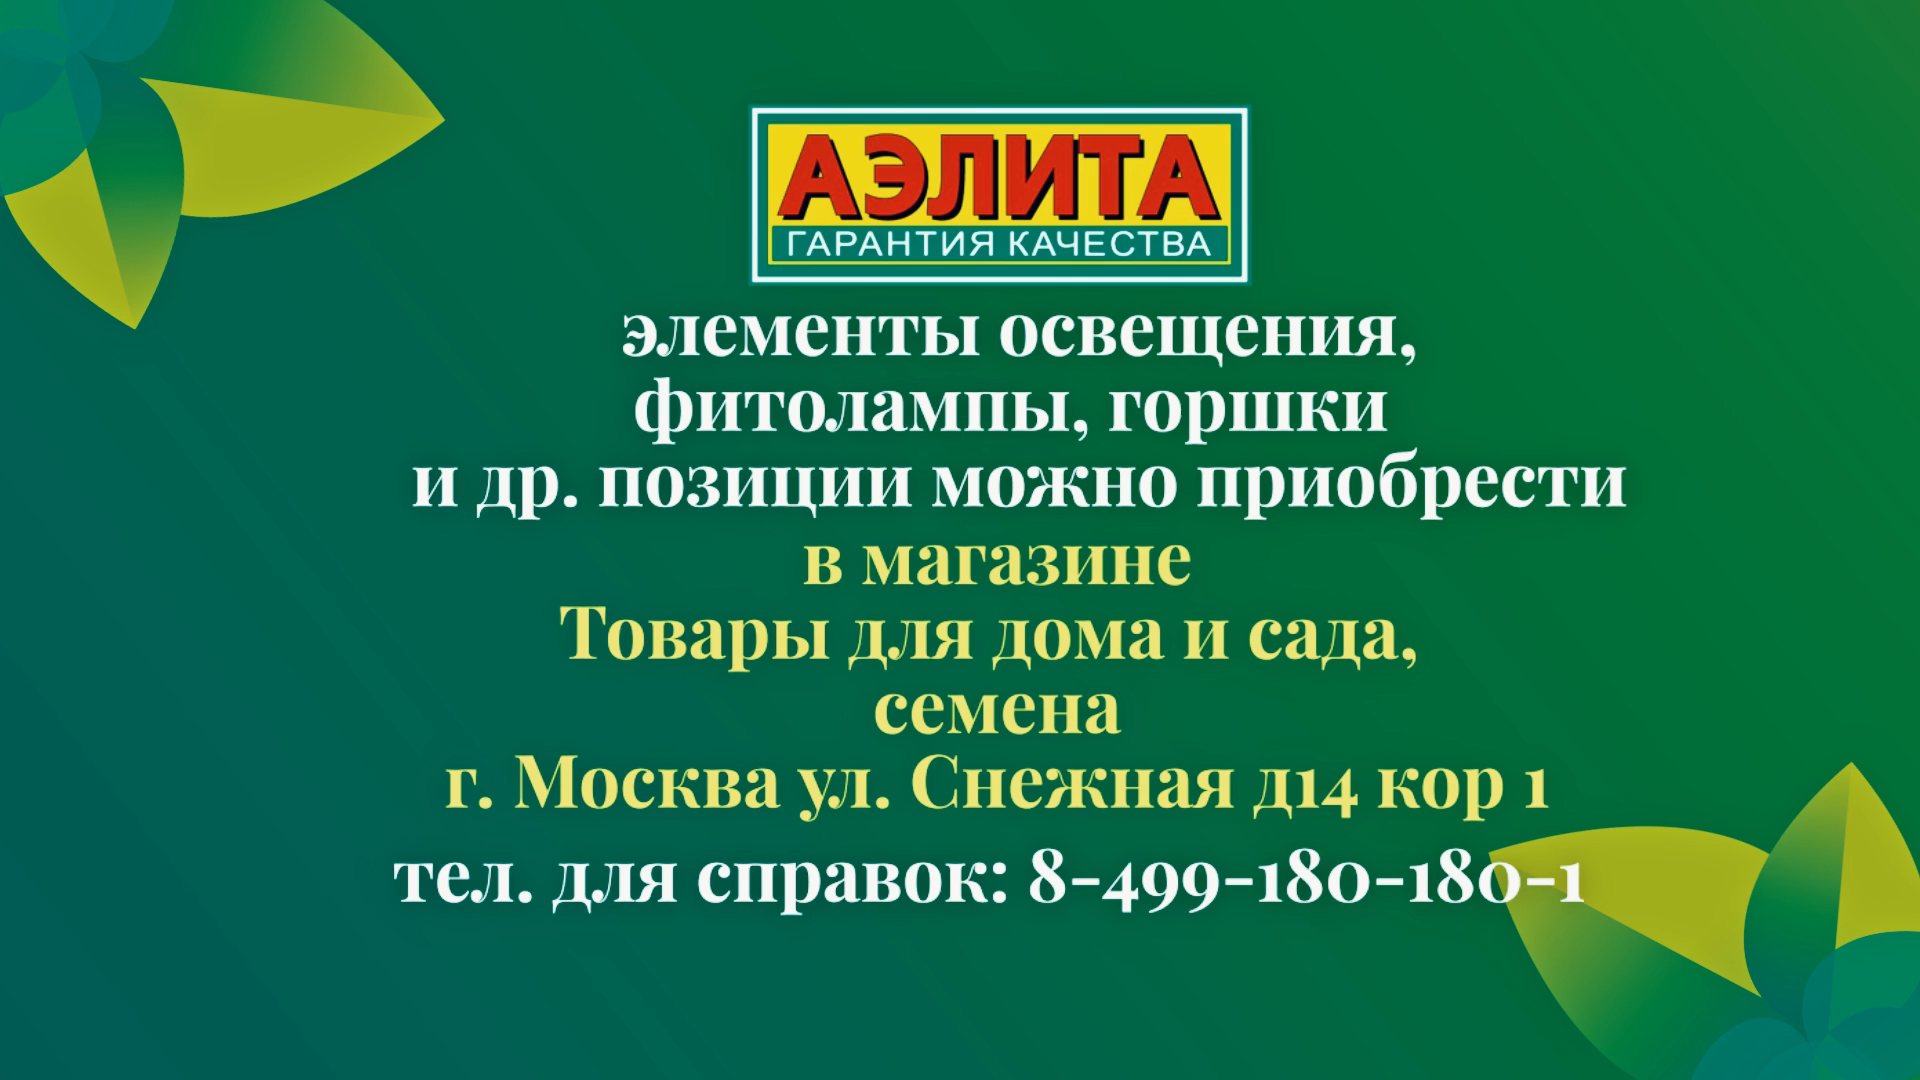 АЭЛИТА
ГАРАНТИЯ КАЧЕСТВА
элементы освещения,
фитолампы, горшки
и др. позиции можно приобрести
в магазине
Товары для дома и сада,
семена
г. Москва ул. Снежная д14 кор 1
тел. для справок: 8-499-180-180-1